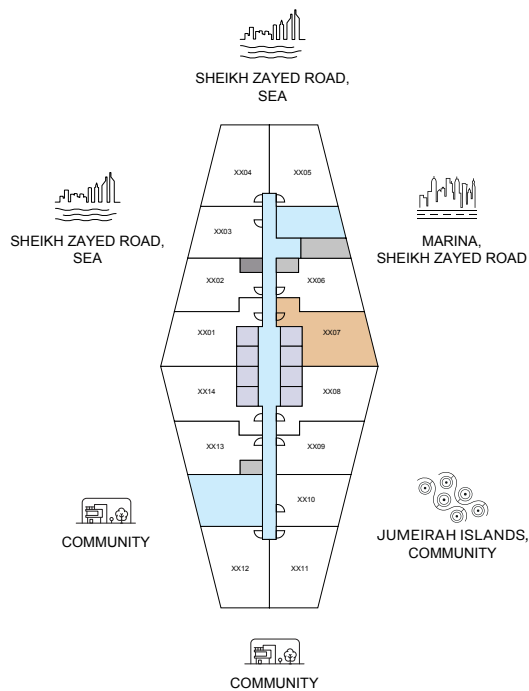 SHEIKH ZAYED ROAD,
SEA
XX04
XX05
SHEIKH ZAYED ROAD,
SEA
XX03
MARINA,
SHEIKH ZAYED ROAD
XX02
XX06
XX01
XX07
XX14
XX08
XX13
XX09
XX10
COMMUNITY
JUMEIRAH ISLANDS,
COMMUNITY
XX12
XX11
COMMUNITY